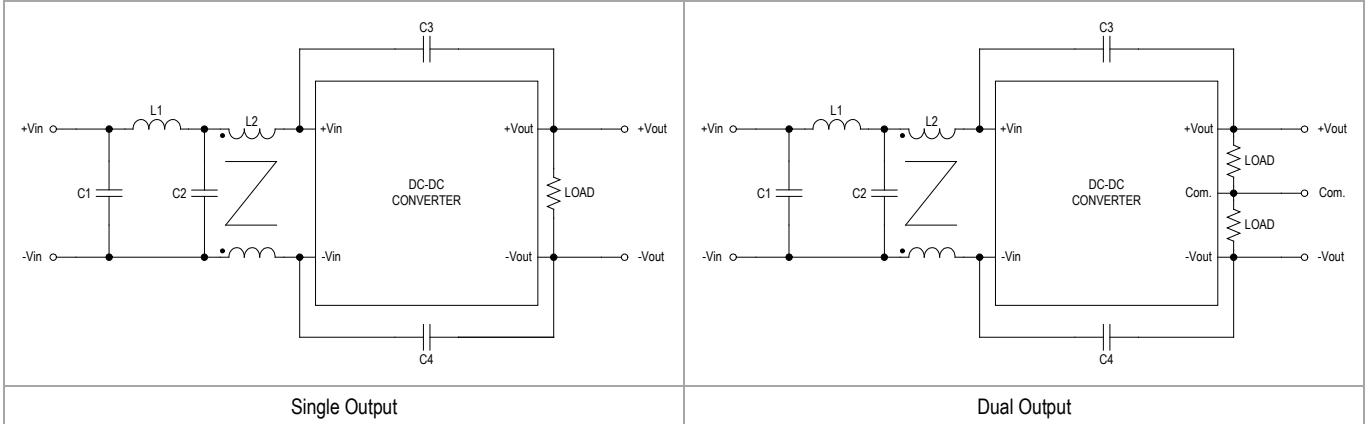 C3
L1
L2
+Vin
+Vin
+Vout
+Vout
C1
C2
DC-DC
CONVERTER
LOAD
-Vin
-Vin
-Vout
-Vout
C4
Single Output
C3
L1
L2
+Vin
+Vin
+Vout
+Vout
LOAD
C1
C2
DC-DC
CONVERTER
Com.
Com.
LOAD
-Vin
-Vin
-Vout
-Vout
C4
Dual Output